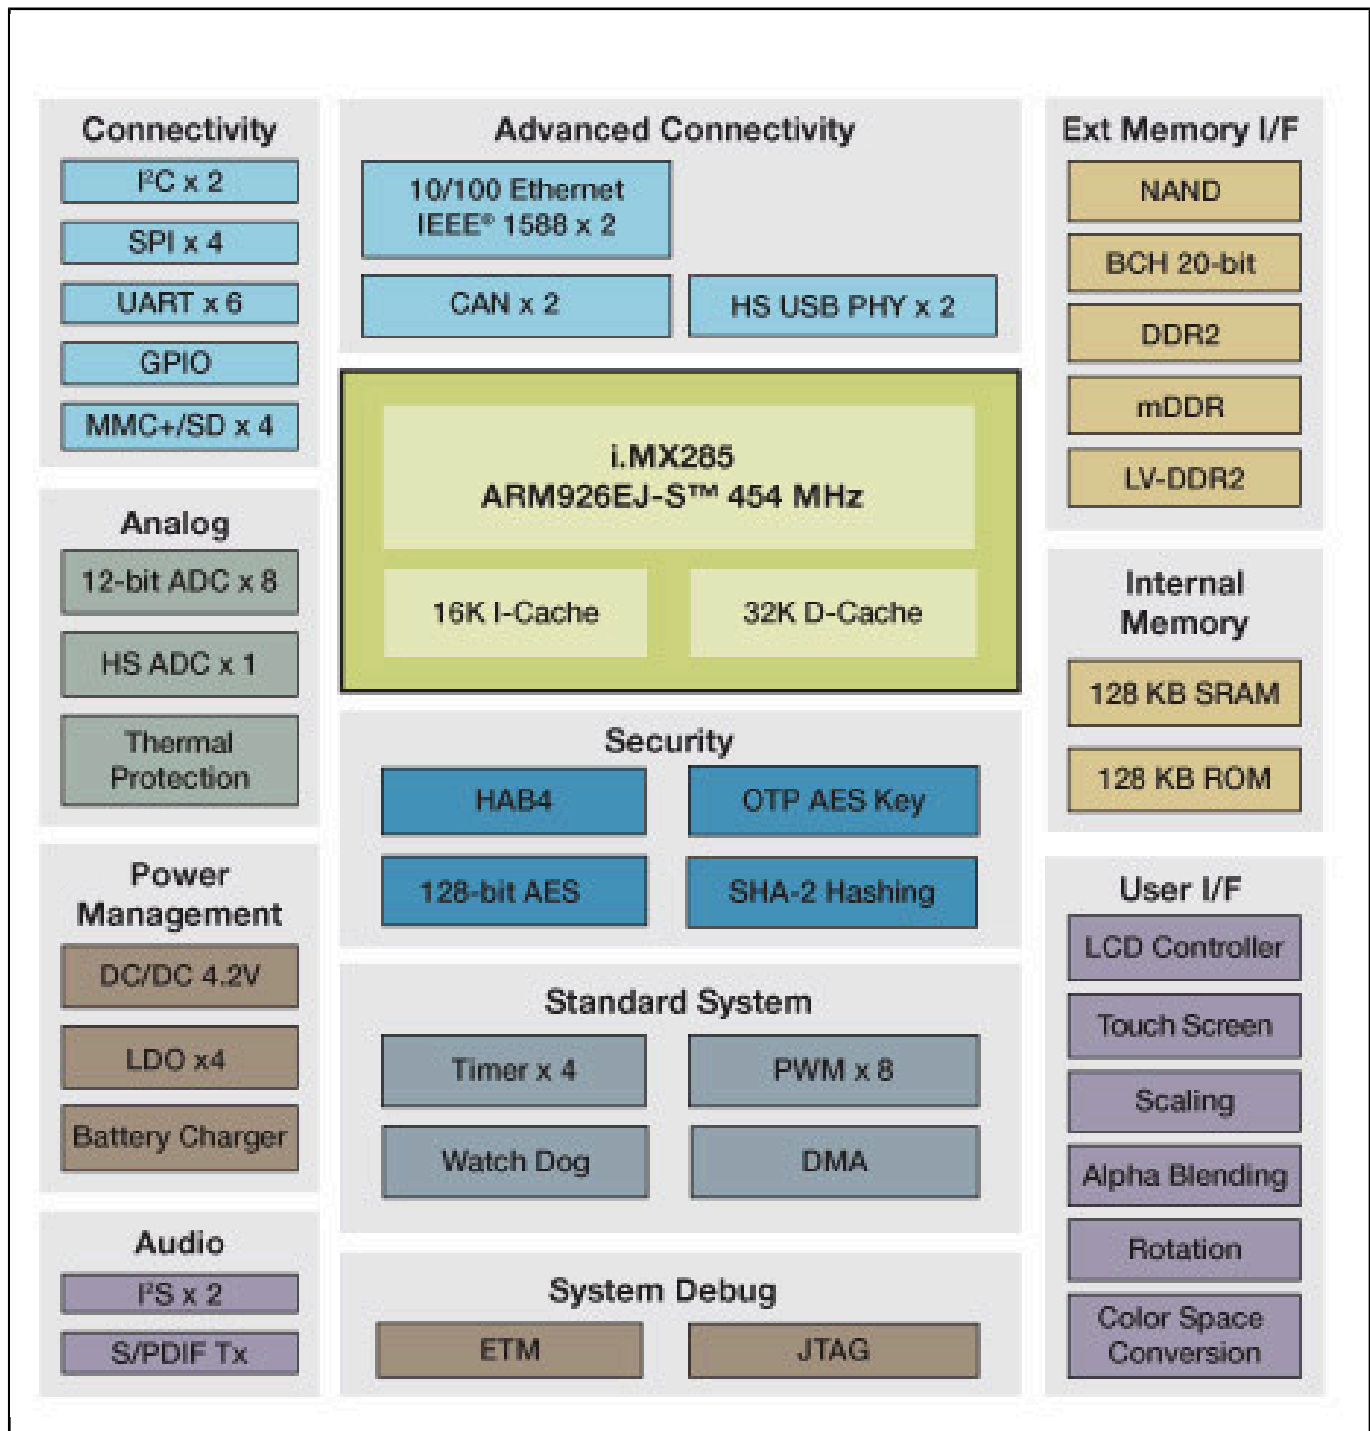 Connectivity
I²C x 2
SPI x 4
UART x 6
GPIO
MMC+/SD x 4
Analog
12-bit ADC x 8
HS ADC x 1
Thermal
Protection
Power
Management
DC/DC 4.2V
LDO x4
Battery Charger
Audio
I²S x 2
S/PDIF Tx
Advanced Connectivity
10/100 Ethernet
IEEE® 1588 x 2
CAN x 2
HS USB PHY x 2
i.MX285
ARM926EJ-S™ 454 MHz
16K I-Cache
32K D-Cache
Security
HAB4
OTP AES Key
128-bit AES
SHA-2 Hashing
Standard System
Timer x 4
PWM x 8
Watch Dog
DMA
System Debug
ETM
JTAG
Ext Memory I/F
NAND
BCH 20-bit
DDR2
mDDR
LV-DDR2
Internal
Memory
128 KB SRAM
128 KB ROM
User I/F
LCD Controller
Touch Screen
Scaling
Alpha Blending
Rotation
Color Space
Conversion